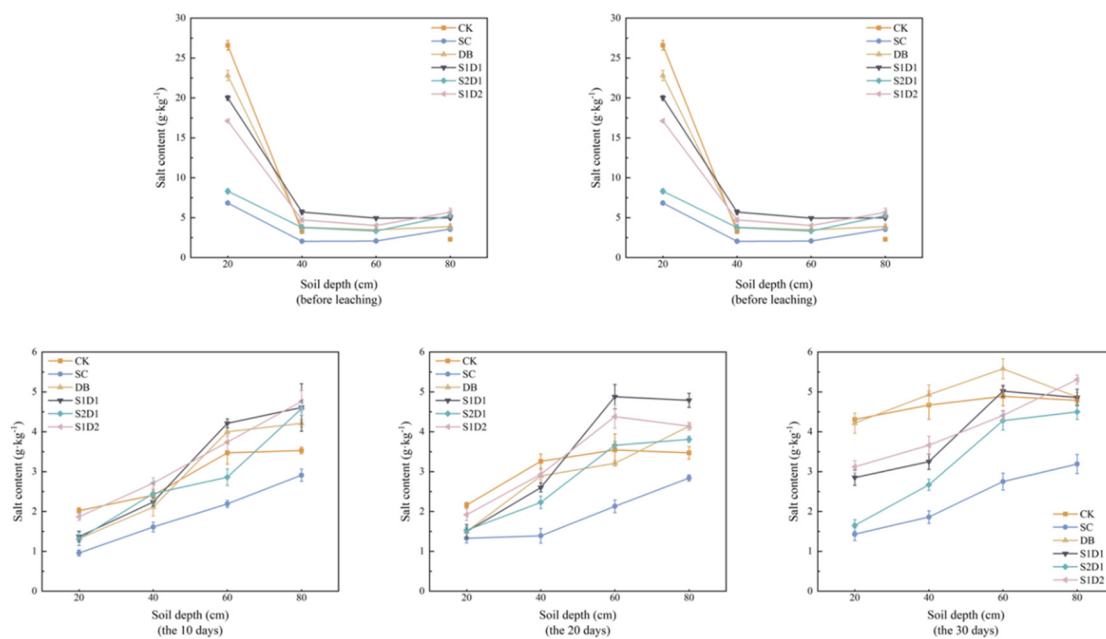 30
25
20
15
10
5
0
Salt content (g·kg⁻¹)
CK
SC
DB
S1D1
S2D1
S1D2
20 40 60 80
Soil depth (cm)
(before leaching)
30
25
20
15
10
5
0
Salt content (g·kg⁻¹)
CK
SC
DB
S1D1
S2D1
S1D2
20 40 60 80
Soil depth (cm)
(before leaching)
6
5
4
3
2
1
0
Salt content (g·kg⁻¹)
CK
SC
DB
S1D1
S2D1
S1D2
20 40 60 80
Soil depth (cm)
(the 10 days)
6
5
4
3
2
1
0
Salt content (g·kg⁻¹)
CK
SC
DB
S1D1
S2D1
S1D2
20 40 60 80
Soil depth (cm)
(the 20 days)
6
5
4
3
2
1
0
Salt content (g·kg⁻¹)
CK
SC
DB
S1D1
S2D1
S1D2
20 40 60 80
Soil depth (cm)
(the 30 days)